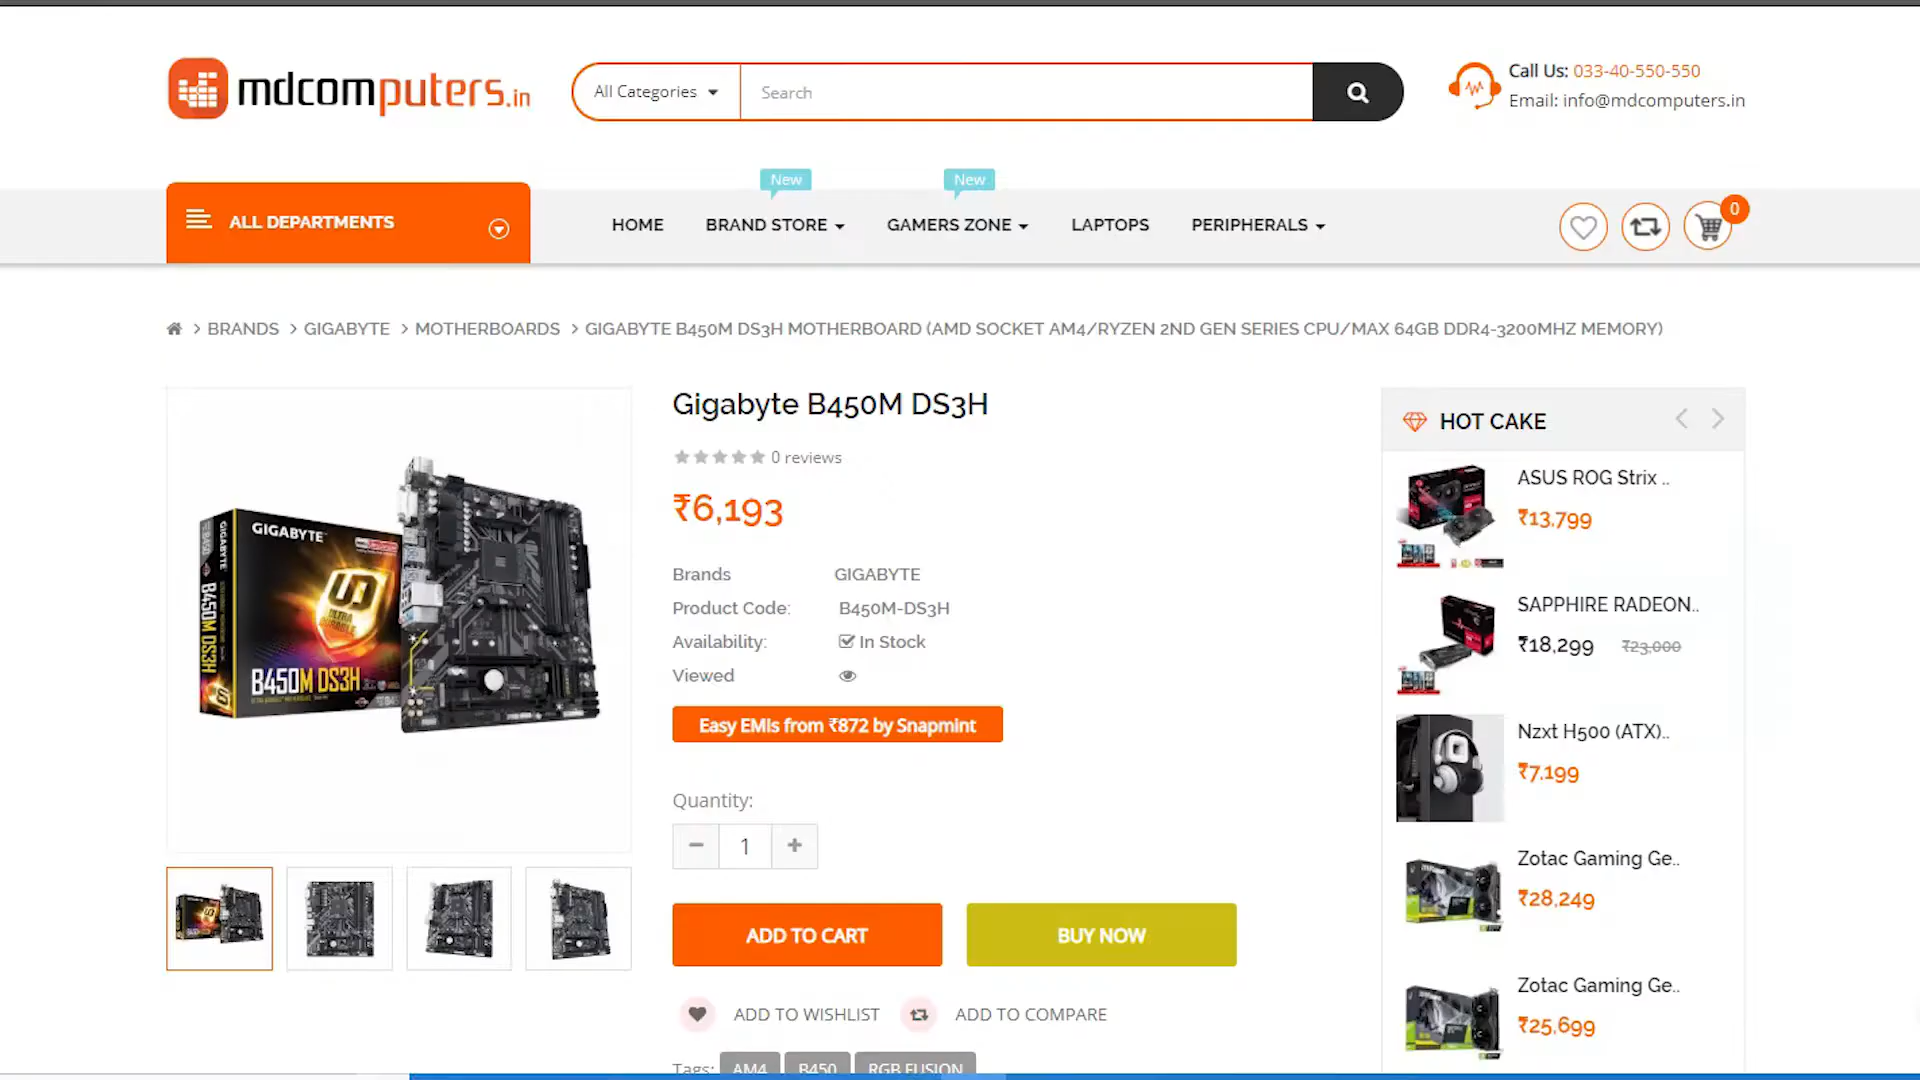 mdcomputers.in
All Categories
Search
Call Us: 033-40-550-550
Email: info@mdcomputers.in
New
New
ALL DEPARTMENTS
HOME
BRAND STORE
GAMERS ZONE
LAPTOPS
PERIPHERALS
0
BRANDS > GIGABYTE > MOTHERBOARDS > GIGABYTE B450M DS3H MOTHERBOARD (AMD SOCKET AM4/RYZEN 2ND GEN SERIES CPU/MAX 64GB DDR4-3200MHZ MEMORY)
GIGABYTE
ULTRA
DURABLE
B450M DS3H
GIGABYTE
B450M DS3H
Gigabyte B450M DS3H
0 reviews
₹6,193
Brands GIGABYTE
Product Code: B450M-DS3H
Availability: In Stock
Viewed
Easy EMIs from ₹872 by Snapmint
Quantity:
1
ADD TO CART
BUY NOW
ADD TO WISHLIST
ADD TO COMPARE
Tags: AM4 B450 RGB FUSION
HOT CAKE
ASUS ROG Strix ..
₹13,799
SAPPHIRE RADEON..
₹18,299 ₹23,000
Nzxt H500 (ATX)..
₹7,199
Zotac Gaming Ge..
₹28,249
Zotac Gaming Ge..
₹25,699